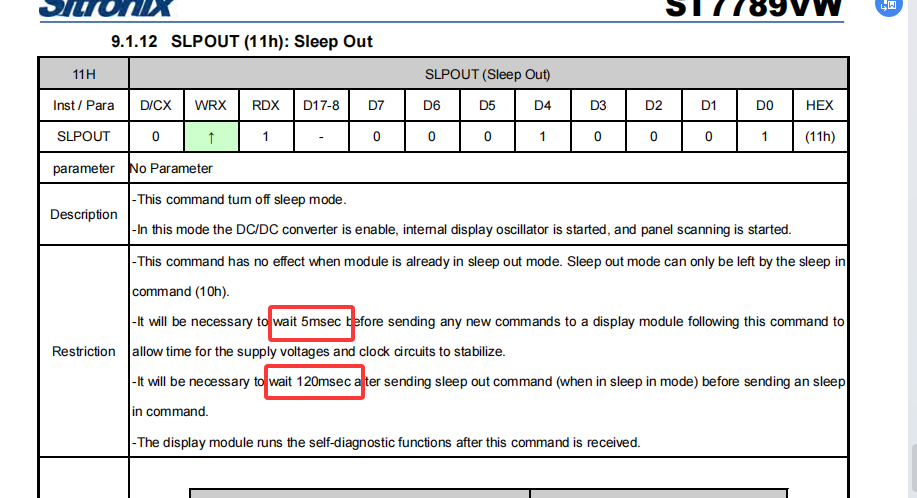 Sitronix
ST7789VW
9.1.12 SLPOUT (11h): Sleep Out
11H SLPOUT (Sleep Out)
Inst / Para D/CX WRX RDX D17-8 D7 D6 D5 D4 D3 D2 D1 D0 HEX
SLPOUT 0 ↑ 1 - 0 0 0 1 0 0 0 1 (11h)
parameter No Parameter
Description
-This command turn off sleep mode.
-In this mode the DC/DC converter is enable, internal display oscillator is started, and panel scanning is started.
Restriction
-This command has no effect when module is already in sleep out mode. Sleep out mode can only be left by the sleep in
command (10h).
-It will be necessary to wait 5msec before sending any new commands to a display module following this command to
allow time for the supply voltages and clock circuits to stabilize.
-It will be necessary to wait 120msec after sending sleep out command (when in sleep in mode) before sending an sleep
in command.
-The display module runs the self-diagnostic functions after this command is received.